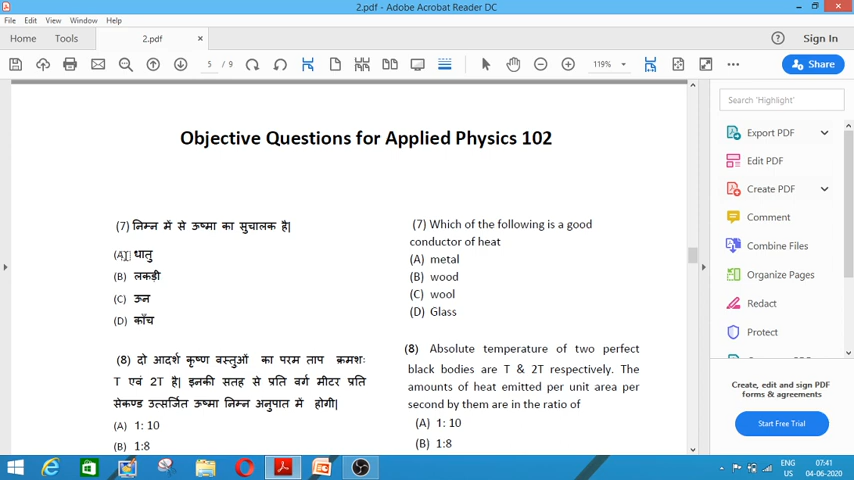 2.pdf - Adobe Acrobat Reader DC
File Edit View Window Help
Home Tools 2.pdf Sign In
5 / 9 119% Share
Objective Questions for Applied Physics 102
(7) निम्न में से ऊष्मा का सुचालक है|
(A) धातु
(B) लकड़ी
(C) ऊन
(D) काँच
(8) दो आदर्श कृष्ण वस्तुओं का परम ताप क्रमशः
T एवं 2T है| इनकी सतह से प्रति वर्ग मीटर प्रति
सेकण्ड उत्सर्जित ऊष्मा निम्न अनुपात में होगी|
(A) 1: 10
(B) 1:8
(7) Which of the following is a good
conductor of heat
(A) metal
(B) wood
(C) wool
(D) Glass
(8) Absolute temperature of two perfect
black bodies are T & 2T respectively. The
amounts of heat emitted per unit area per
second by them are in the ratio of
(A) 1: 10
(B) 1:8
Search 'Highlight'
Export PDF
Edit PDF
Create PDF
Comment
Combine Files
Organize Pages
Redact
Protect
Create, edit and sign PDF
forms & agreements
Start Free Trial
ENG 07:41
US 04-06-2020